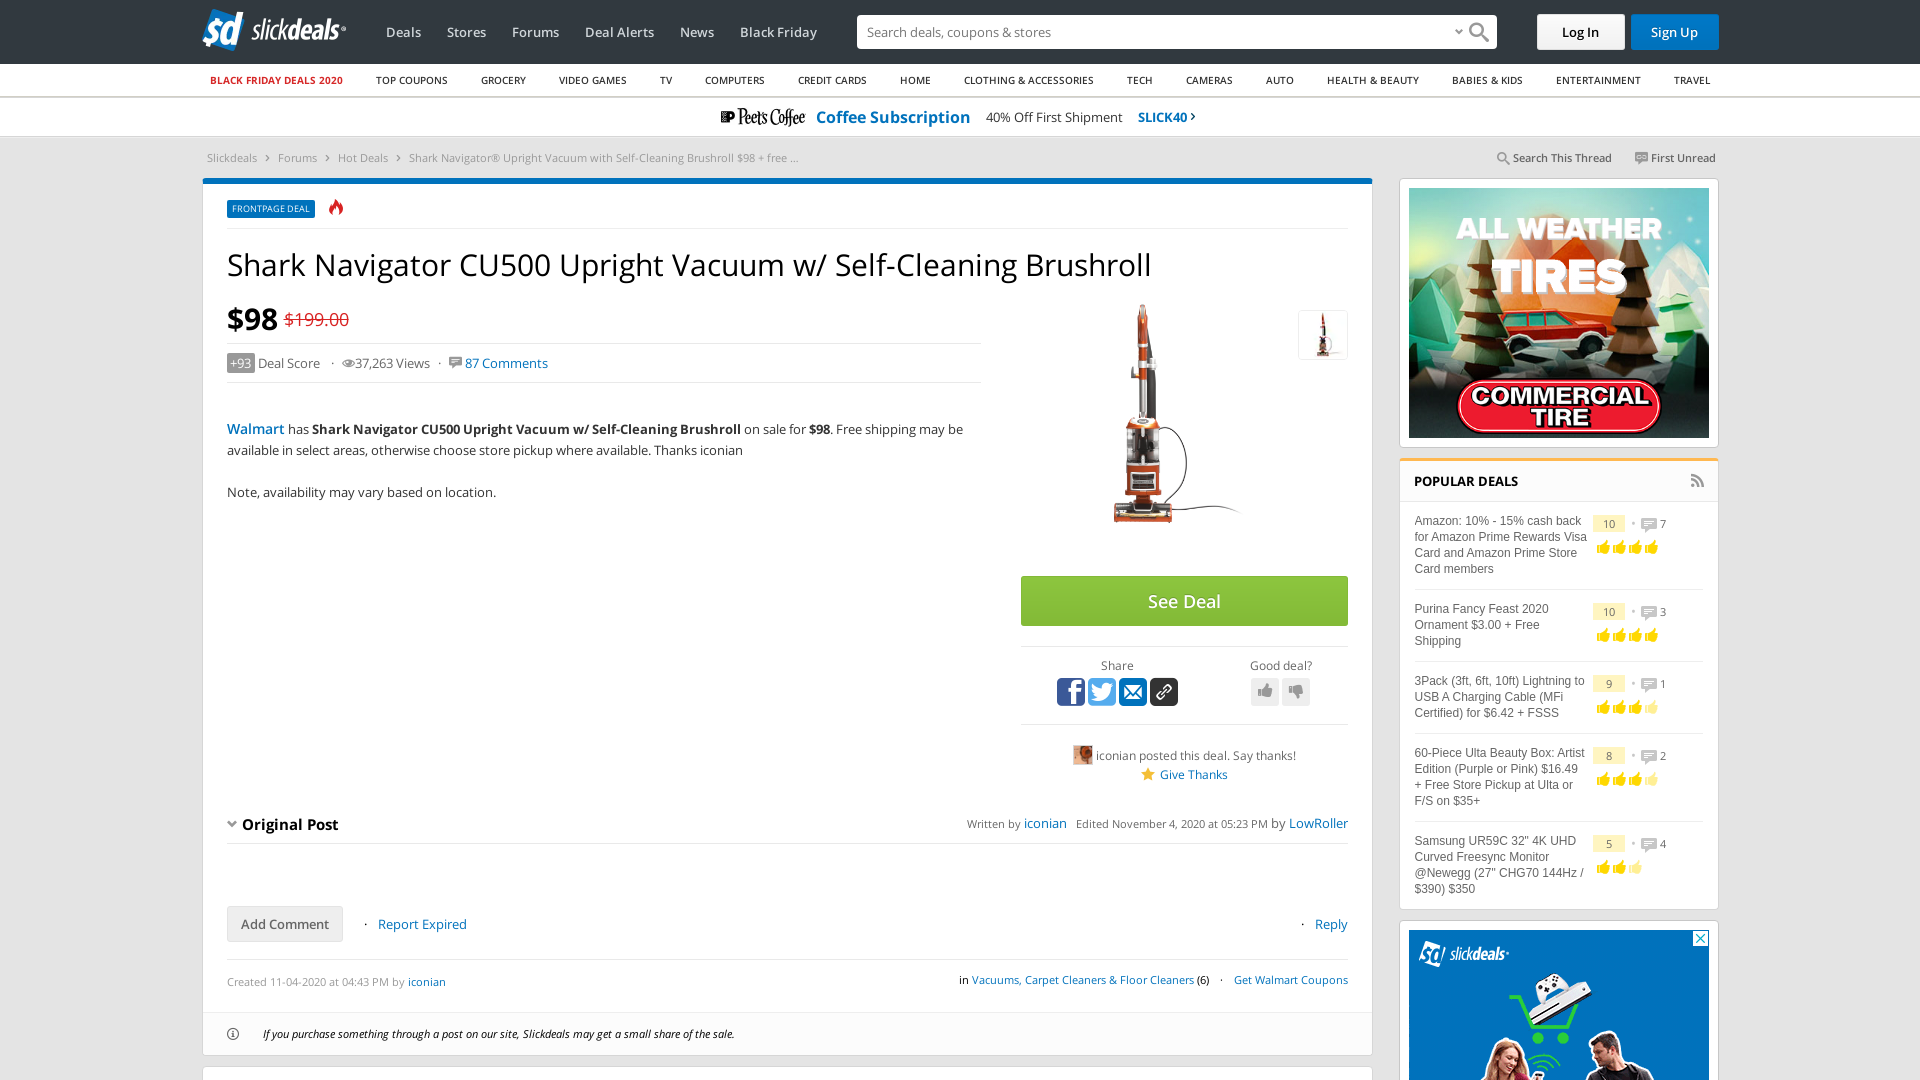 slickdeals
Deals Stores Forums Deal Alerts News Black Friday
Search deals, coupons & stores
Log In Sign Up
BLACK FRIDAY DEALS 2020 TOP COUPONS GROCERY VIDEO GAMES TV COMPUTERS CREDIT CARDS HOME CLOTHING & ACCESSORIES TECH CAMERAS AUTO HEALTH & BEAUTY BABIES & KIDS ENTERTAINMENT TRAVEL
Peet's Coffee Coffee Subscription 40% Off First Shipment SLICK40
Slickdeals > Forums > Hot Deals > Shark Navigator® Upright Vacuum with Self-Cleaning Brushroll $98 + free ...
Search This Thread First Unread
FRONTPAGE DEAL
Shark Navigator CU500 Upright Vacuum w/ Self-Cleaning Brushroll
$98 $199.00
+93 Deal Score · 37,263 Views · 87 Comments
Walmart has Shark Navigator CU500 Upright Vacuum w/ Self-Cleaning Brushroll on sale for $98. Free shipping may be
available in select areas, otherwise choose store pickup where available. Thanks iconian
Note, availability may vary based on location.
See Deal
Share Good deal?
iconian posted this deal. Say thanks!
Give Thanks
Original Post
Written by iconian Edited November 4, 2020 at 05:23 PM by LowRoller
Add Comment · Report Expired · Reply
Created 11-04-2020 at 04:43 PM by iconian
in Vacuums, Carpet Cleaners & Floor Cleaners (6) · Get Walmart Coupons
If you purchase something through a post on our site, Slickdeals may get a small share of the sale.
ALL WEATHER
TIRES
COMMERCIAL
TIRE
POPULAR DEALS
Amazon: 10% - 15% cash back
for Amazon Prime Rewards Visa
Card and Amazon Prime Store
Card members
10 • 7
Purina Fancy Feast 2020
Ornament $3.00 + Free
Shipping
10 • 3
3Pack (3ft, 6ft, 10ft) Lightning to
USB A Charging Cable (MFi
Certified) for $6.42 + FSSS
9 • 1
60-Piece Ulta Beauty Box: Artist
Edition (Purple or Pink) $16.49
+ Free Store Pickup at Ulta or
F/S on $35+
8 • 2
Samsung UR59C 32" 4K UHD
Curved Freesync Monitor
@Newegg (27" CHG70 144Hz /
$390) $350
5 • 4
slickdeals